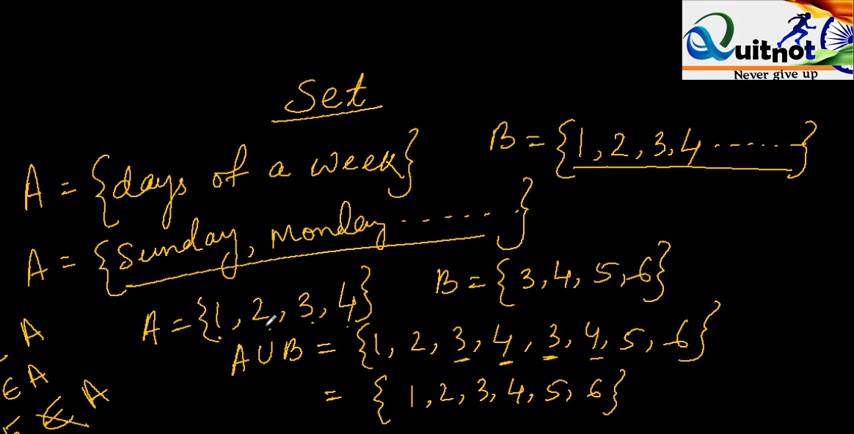 Quitnot
Never give up
Set
B = {1, 2, 3, 4 ......}
A = {days of a week}
A = {Sunday, Monday .......}
B = {3, 4, 5, 6}
A = {1, 2, 3, 4}
A ∪ B = {1, 2, 3, 4, 3, 4, 5, 6}
= {1, 2, 3, 4, 5, 6}
A
∈ A
∉ A